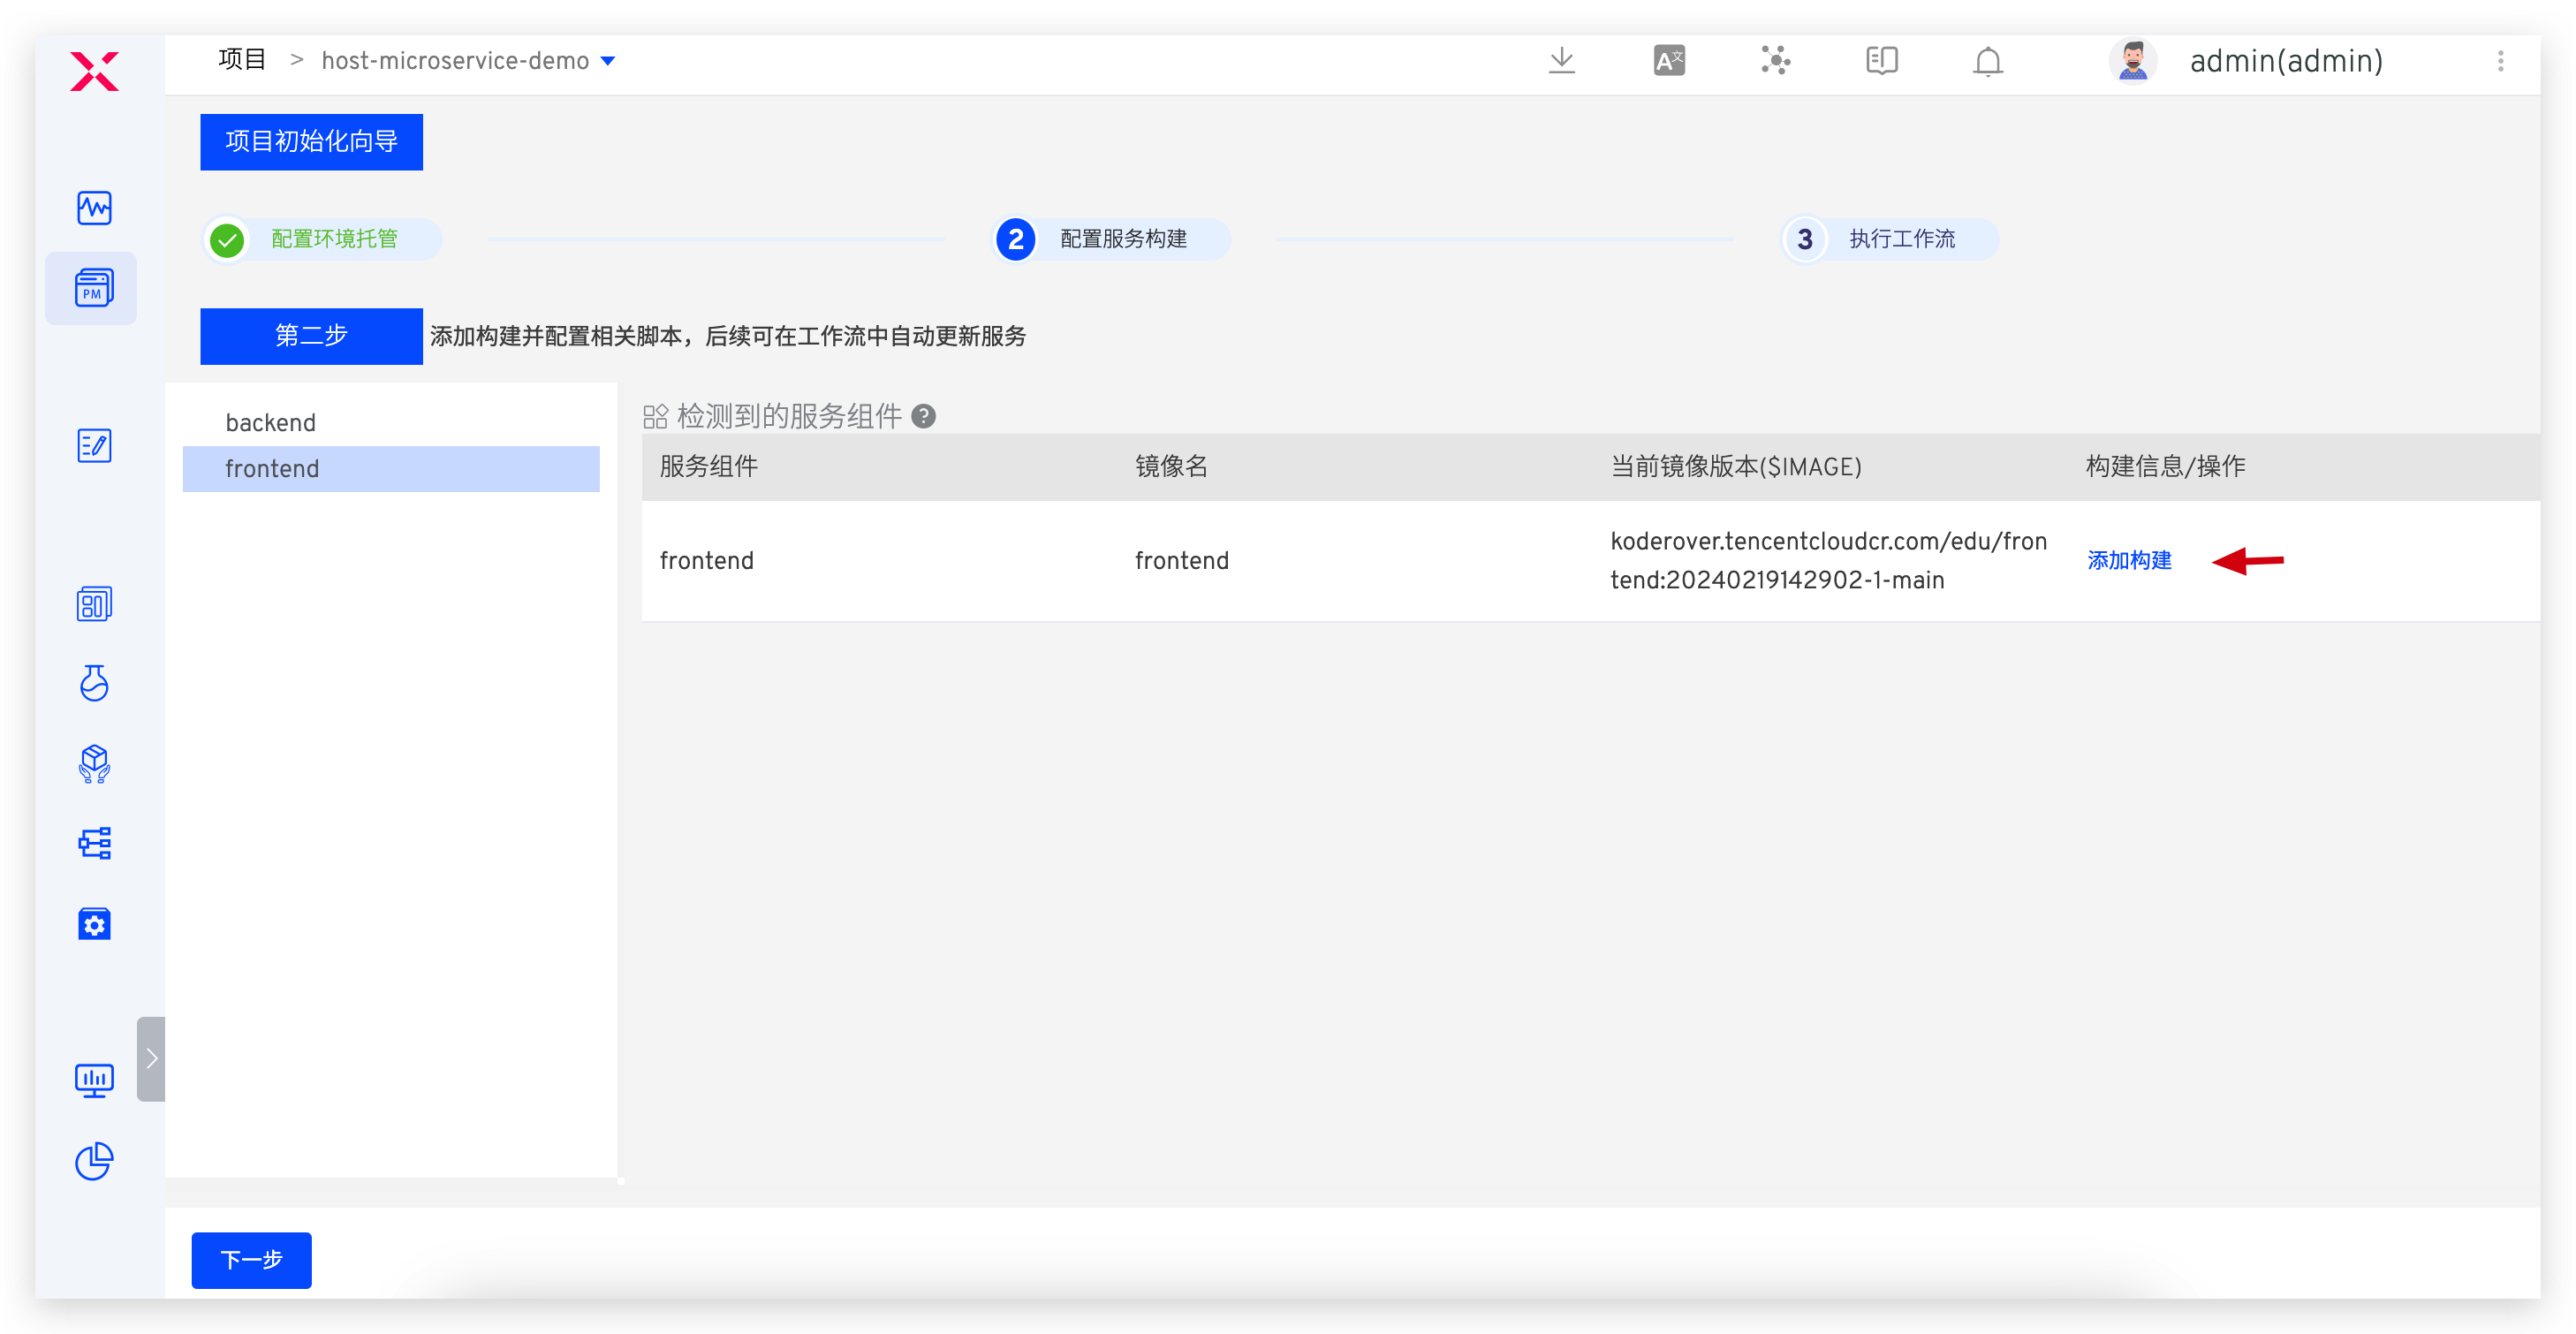 项目 > host-microservice-demo
admin(admin)
项目初始化向导
配置环境托管
2 配置服务构建
3 执行工作流
PM
第二步 添加构建并配置相关脚本，后续可在工作流中自动更新服务
backend
frontend
检测到的服务组件 ?
服务组件 镜像名 当前镜像版本($IMAGE) 构建信息/操作
frontend frontend koderover.tencentcloudcr.com/edu/fron
tend:20240219142902-1-main 添加构建
下一步